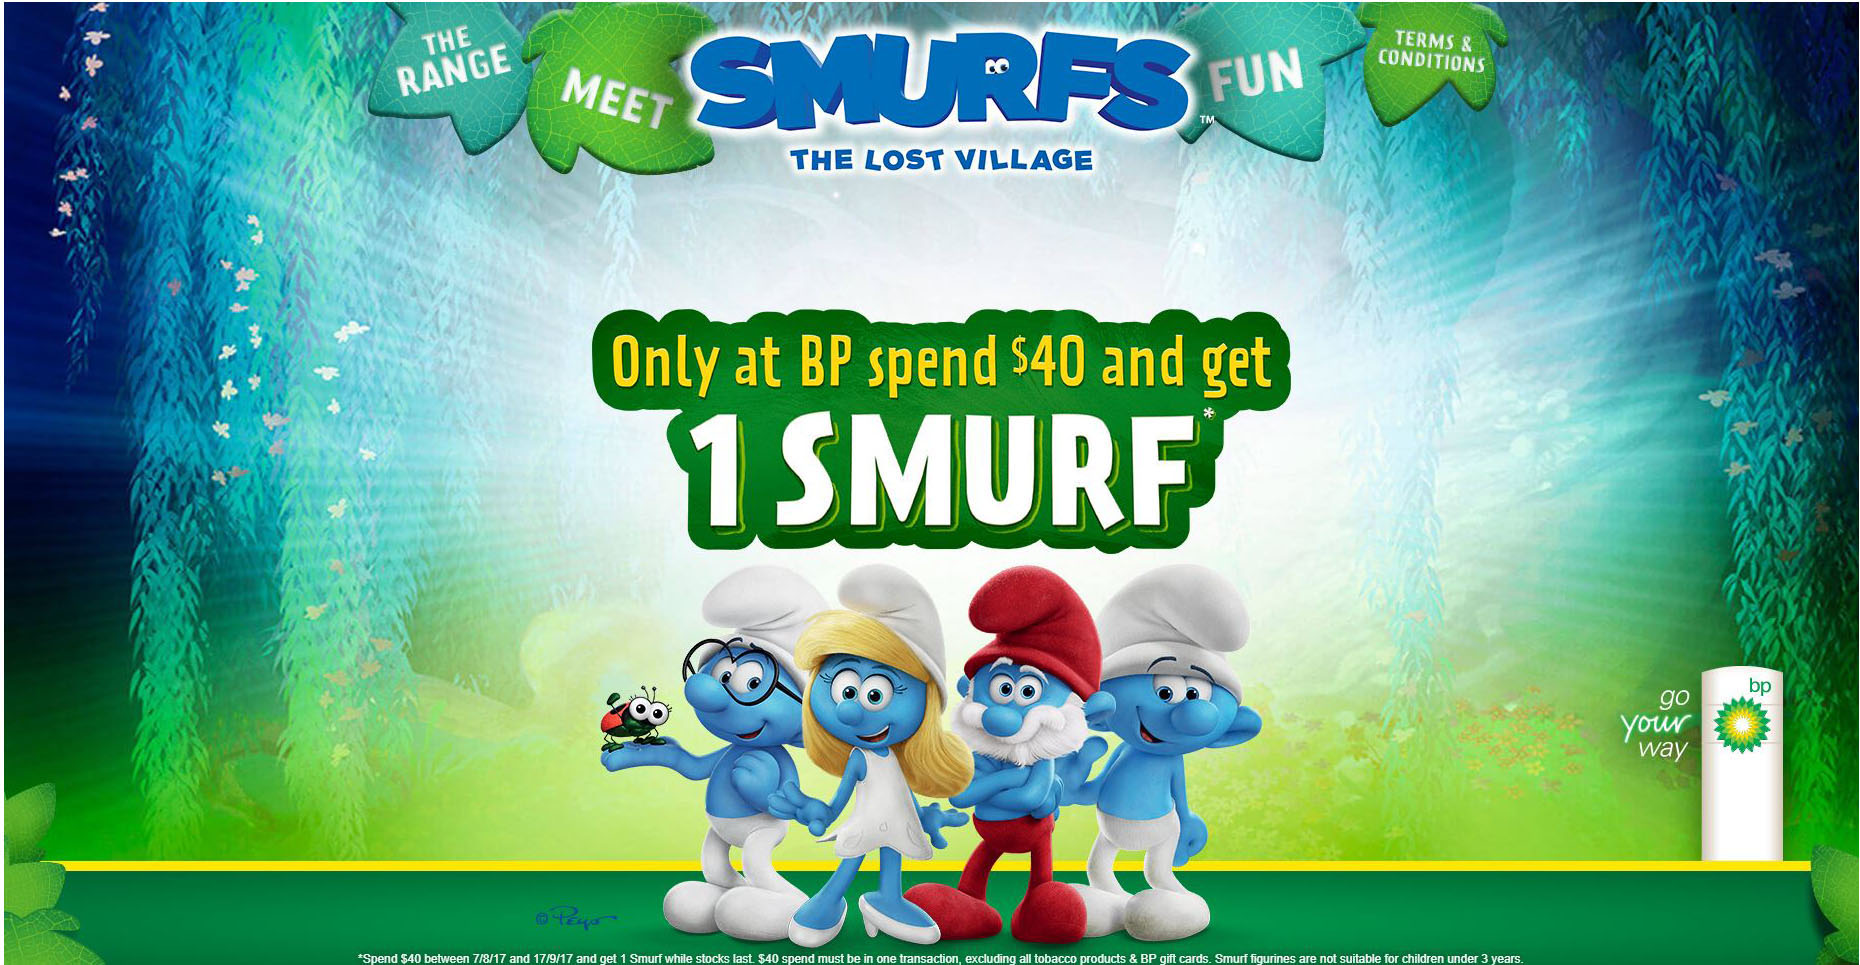 THE
RANGE
MEET
SMURFS
TM
THE LOST VILLAGE
FUN
TERMS &
CONDITIONS
Only at BP spend $40 and get
1 SMURF*
go
your
way
bp
© Peyo
*Spend $40 between 7/8/17 and 17/9/17 and get 1 Smurf while stocks last. $40 spend must be in one transaction, excluding all tobacco products & BP gift cards. Smurf figurines are not suitable for children under 3 years.